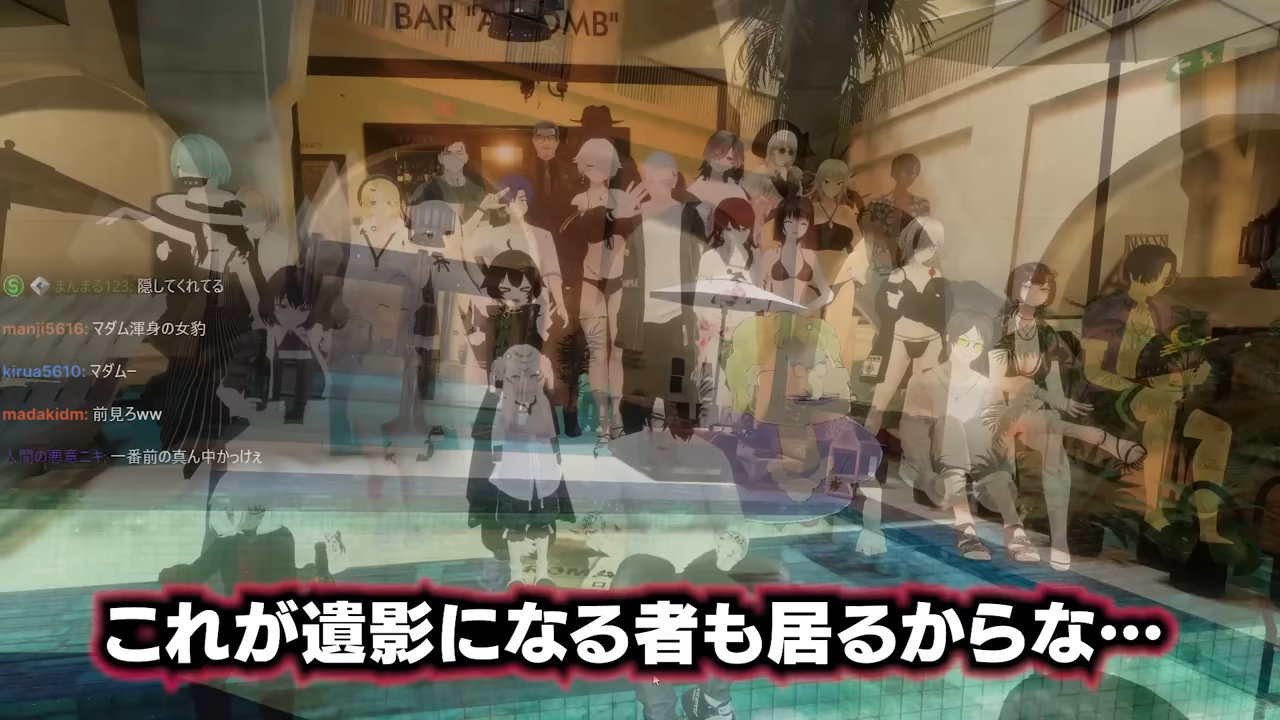 BAR "A BOMB"
まんまる123: 隠してくれてる
manji5616: マダム渾身の女豹
kirua5610: マダムー
madakidm: 前見ろww
人間の悪意ニキ: 一番前の真ん中かっけぇ
これが遺影になる者も居るからな…